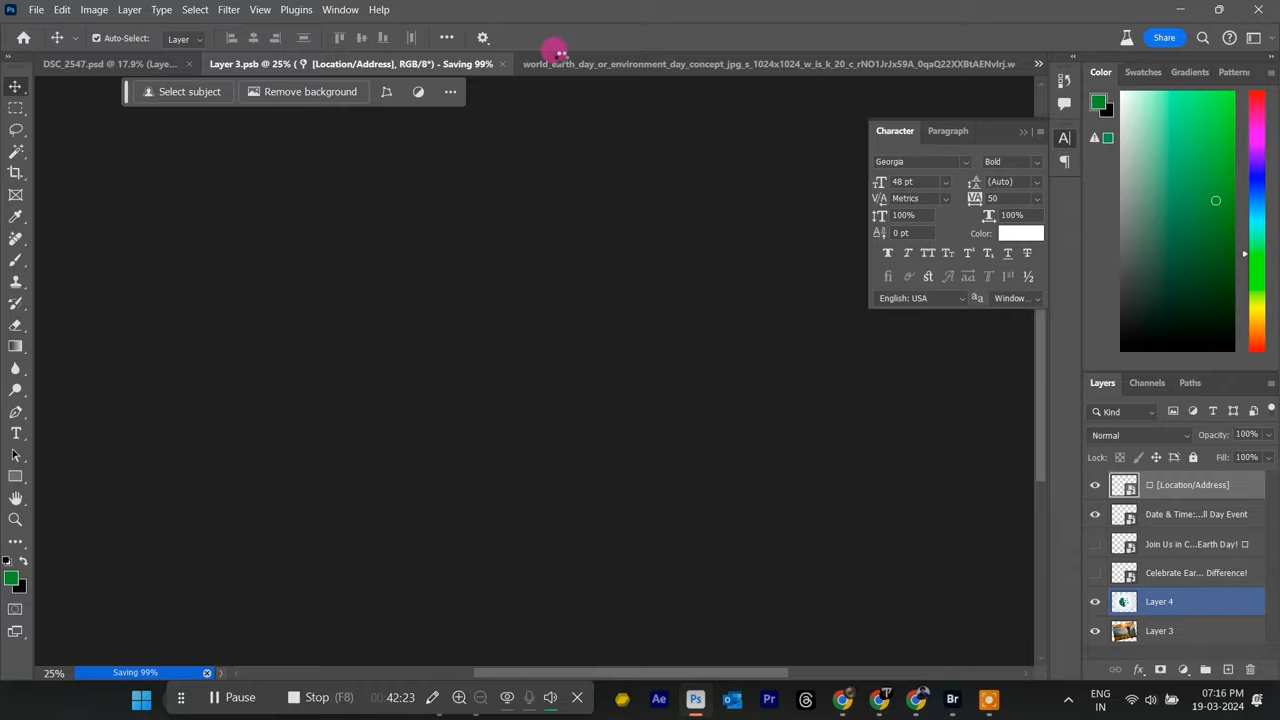 File Edit Image Layer Type Select Filter View Plugins Window Help
Auto-Select: Layer Share
DSC_2547.psd @ 17.9% (Laye... Layer 3.psb @ 25% ( [Location/Address], RGB/8*) - Saving 99%
Select subject Remove background
Color Swatches Gradients Patterns
Character Paragraph
Georgia Bold
48 pt (Auto)
Metrics 50
100% 100%
0 pt Color:
English: USA aa Window...
Layers Channels Paths
Kind
Normal Opacity: 100%
Lock: Fill: 100%
[Location/Address]
Date & Time:...ll Day Event
Join Us in C...Earth Day!
Celebrate Ear... Difference!
Layer 4
Layer 3
25% Saving 99%
Pause Stop (F8) 00:42:23
ENG
IN
07:16 PM
19-03-2024